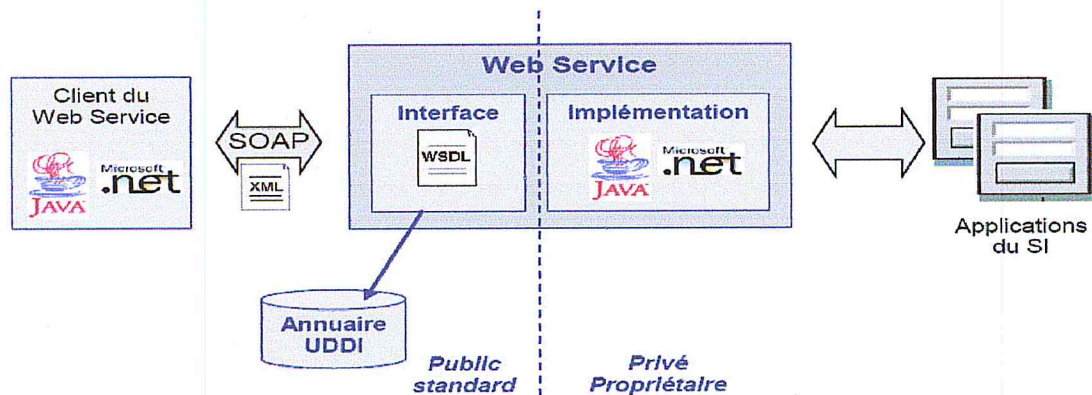 Web Service
Client du
Web Service
Microsoft
.net
JAVA
SOAP
XML
Interface
WSDL
Implémentation
Microsoft
.net
JAVA
Applications
du SI
Annuaire
UDDI
Public
standard
Privé
Propriétaire